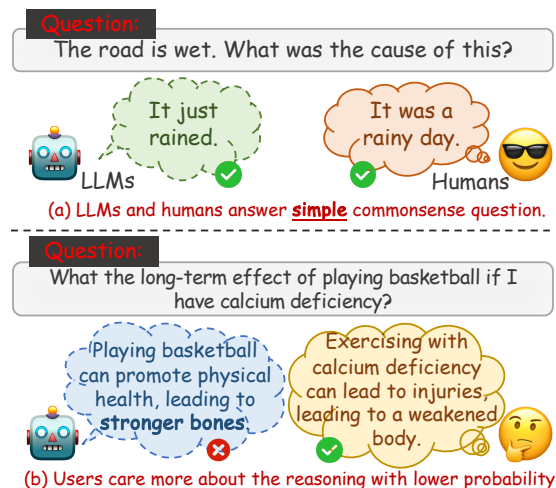 Question:
The road is wet. What was the cause of this?
It just
rained.
It was a
rainy day.
LLMs
Humans
(a) LLMs and humans answer simple commonsense question.
Question:
What the long-term effect of playing basketball if I
have calcium deficiency?
Playing basketball
can promote physical
health, leading to
stronger bones
Exercising with
calcium deficiency
can lead to injuries,
leading to a weakened
body.
(b) Users care more about the reasoning with lower probability